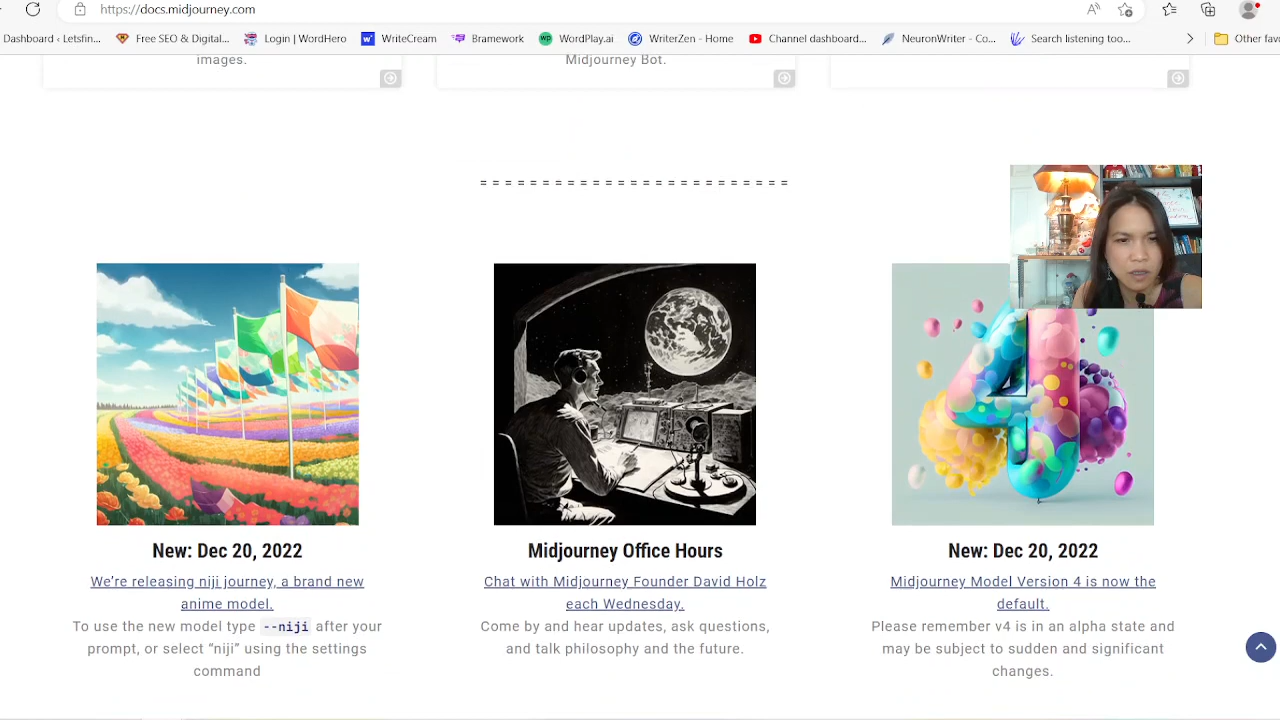 https://docs.midjourney.com
Dashboard ‹ Letsfin...
Free SEO & Digital...
Login | WordHero
WriteCream
Bramework
WordPlay.ai
WriterZen - Home
Channel dashboard...
NeuronWriter - Co...
Search listening too...
Other fav
images.
Midjourney Bot.
= = = = = = = = = = = = = = = = = = = = = = = = =
New: Dec 20, 2022
We’re releasing niji journey, a brand new
anime model.
To use the new model type --niji after your
prompt, or select “niji” using the settings
command
Midjourney Office Hours
Chat with Midjourney Founder David Holz
each Wednesday.
Come by and hear updates, ask questions,
and talk philosophy and the future.
New: Dec 20, 2022
Midjourney Model Version 4 is now the
default.
Please remember v4 is in an alpha state and
may be subject to sudden and significant
changes.